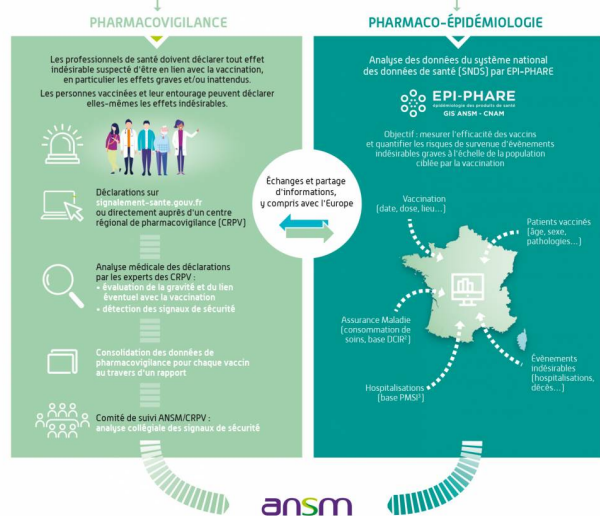 PHARMACOVIGILANCE
Les professionnels de santé doivent déclarer tout effet
indésirable suspecté d'être en lien avec la vaccination,
en particulier les effets graves et/ou inattendus.
Les personnes vaccinées et leur entourage peuvent déclarer
elles-mêmes les effets indésirables.
Déclarations sur
signalement-sante.gouv.fr
ou directement auprès d'un centre
régional de pharmacovigilance (CRPV)
Analyse médicale des déclarations
par les experts des CRPV :
+ évaluation de la gravité et du lien
éventuel avec la vaccination
+ détection des signaux de sécurité
Consolidation des données de
pharmacovigilance pour chaque vaccin
au travers d'un rapport
Comité de suivi ANSM/CRPV :
analyse collégiale des signaux de sécurité
Échanges et partage
d'informations,
y compris avec l'Europe
PHARMACO-ÉPIDÉMIOLOGIE
Analyse des données du système national
des données de santé (SNDS) par EPI-PHARE
EPI-PHARE
épidémiologie des produits de santé
GIS ANSM - CNAM
Objectif : mesurer l'efficacité des vaccins
et quantifier les risques de survenue d'évènements
indésirables graves à l'échelle de la population
ciblée par la vaccination
Vaccination
(date, dose, lieu...)
Patients vaccinés
(âge, sexe,
pathologies...)
Assurance Maladie
(consommation de
soins, base DCIR²)
Évènements
indésirables
(hospitalisations,
décès...)
Hospitalisations
(base PMSI³)
ansm